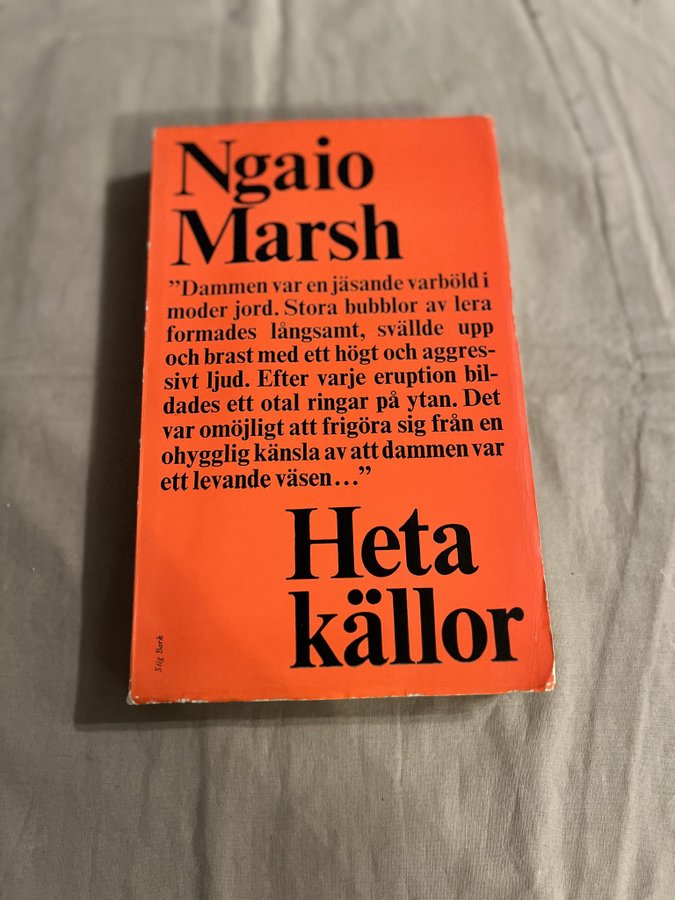 Ngaio
Marsh
”Dammen var en jäsande varböld i
moder jord. Stora bubblor av lera
formades långsamt, svällde upp
och brast med ett högt och aggres-
sivt ljud. Efter varje eruption bil-
dades ett otal ringar på ytan. Det
var omöjligt att frigöra sig från en
ohygglig känsla av att dammen var
ett levande väsen...”
Heta
källor
Stig Bark